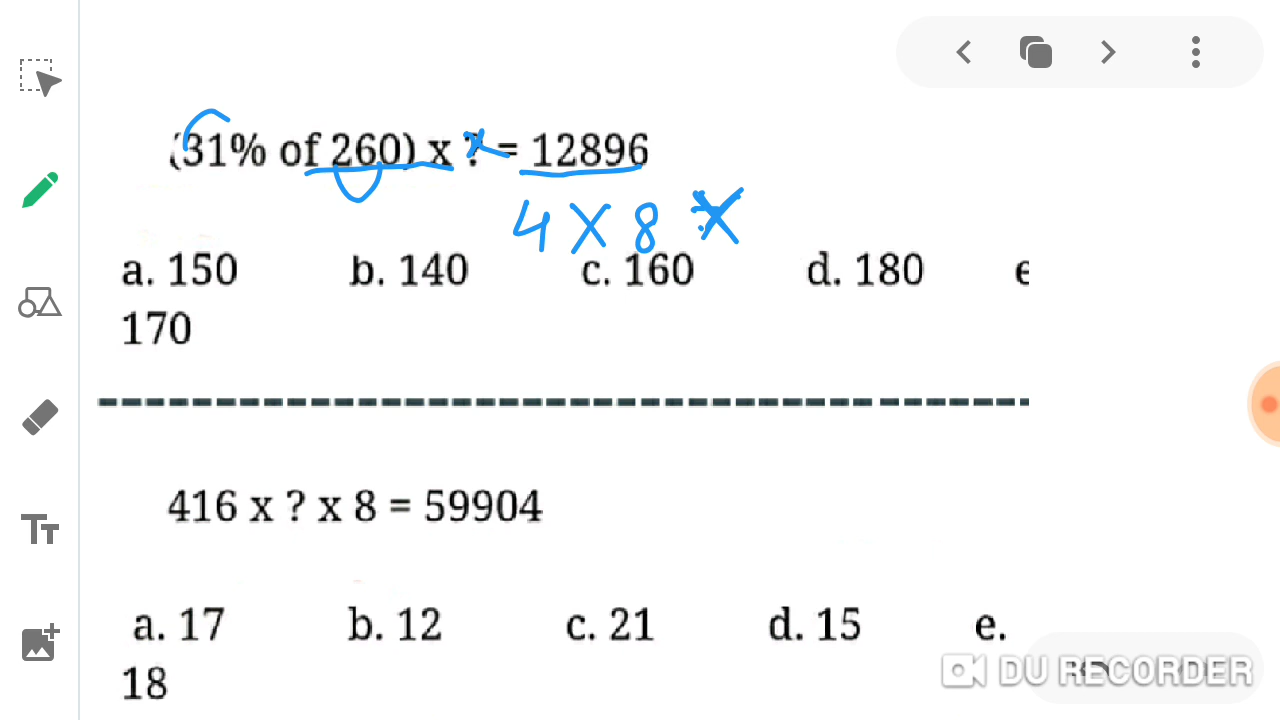 (31% of 260) x ? = 12896
x
4 X 8 X
a. 150 b. 140 c. 160 d. 180 e
170
416 x ? x 8 = 59904
a. 17 b. 12 c. 21 d. 15 e.
18
DU RECORDER
Tт